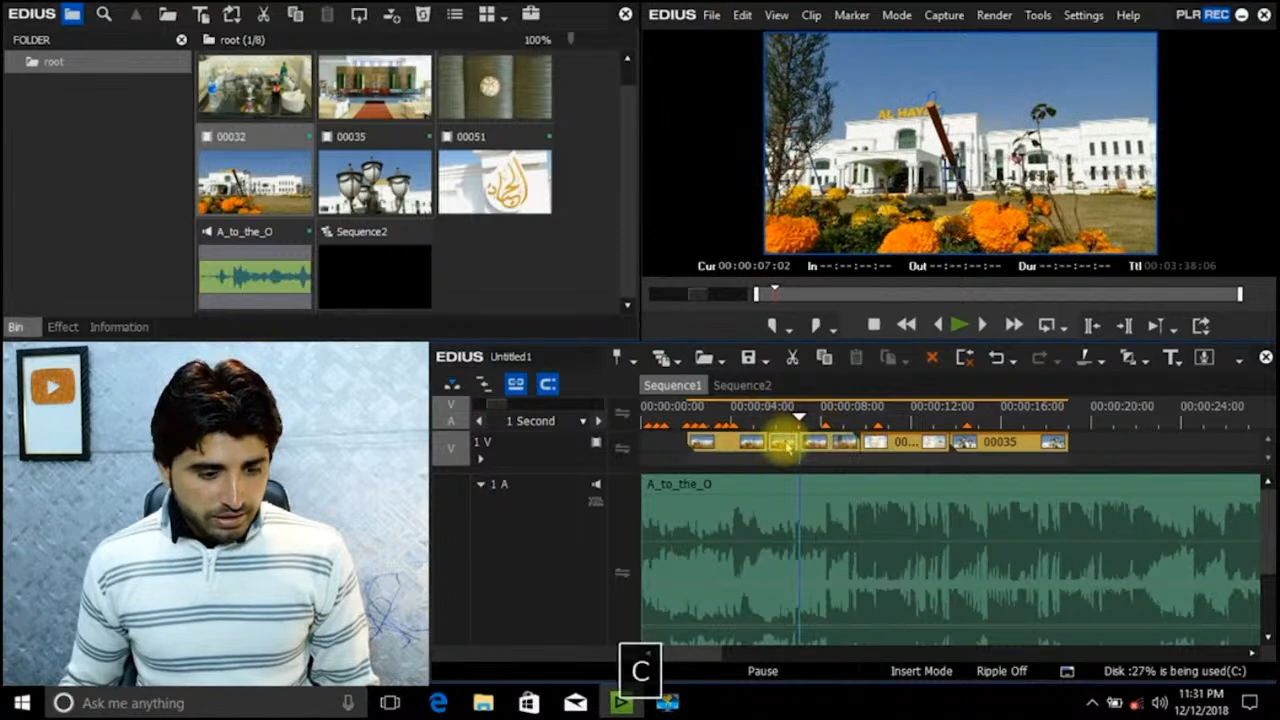 EDIUS File Edit View Clip Marker Mode Capture Render Tools Settings Help PLR REC
FOLDER
root (1/8)
100%
root
00032
00035
00051
A_to_the_O
Sequence2
Bin Effect Information
AL HAYA
الحياة
Cur 00:00:07:02 In --:--:--:-- Out --:--:--:-- Dur --:--:--:-- Ttl 00:03:38:06
EDIUS Untitled1
Sequence1 Sequence2
V
A
1 Second
00:00:00:00 00:00:04:00 00:00:08:00 00:00:12:00 00:00:16:00 00:00:20:00 00:00:24:00
V
1 V
00...
00035
1 A
A_to_the_O
C
Pause
Insert Mode
Ripple Off
Disk :27% is being used(C:)
Ask me anything
11:31 PM
12/12/2018